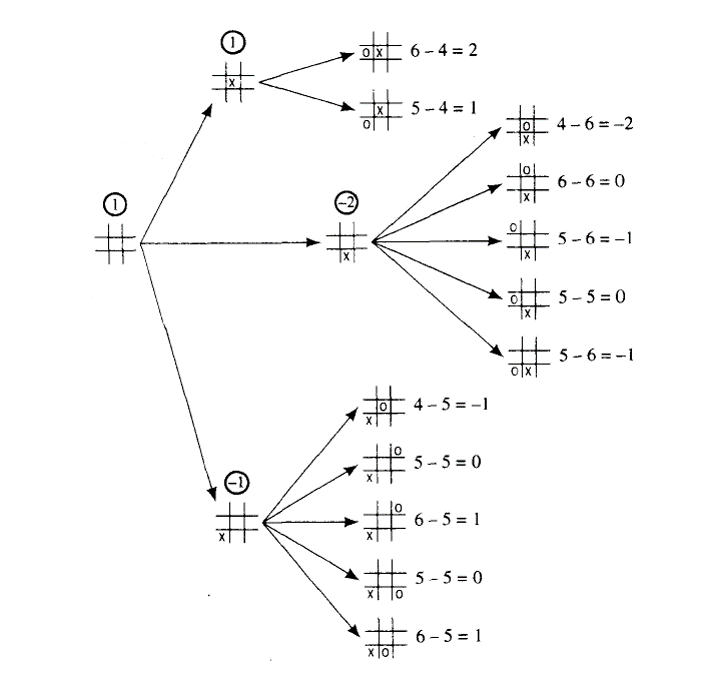 1
o x 6 – 4 = 2
x
x 5 – 4 = 1
o
o 4 – 6 = –2
x
o 6 – 6 = 0
x
1
–2
o 5 – 6 = –1
x
x
o 5 – 5 = 0
x
5 – 6 = –1
o x
o 4 – 5 = –1
x
o
5 – 5 = 0
x
–1
o
6 – 5 = 1
x
x
5 – 5 = 0
x o
6 – 5 = 1
x o